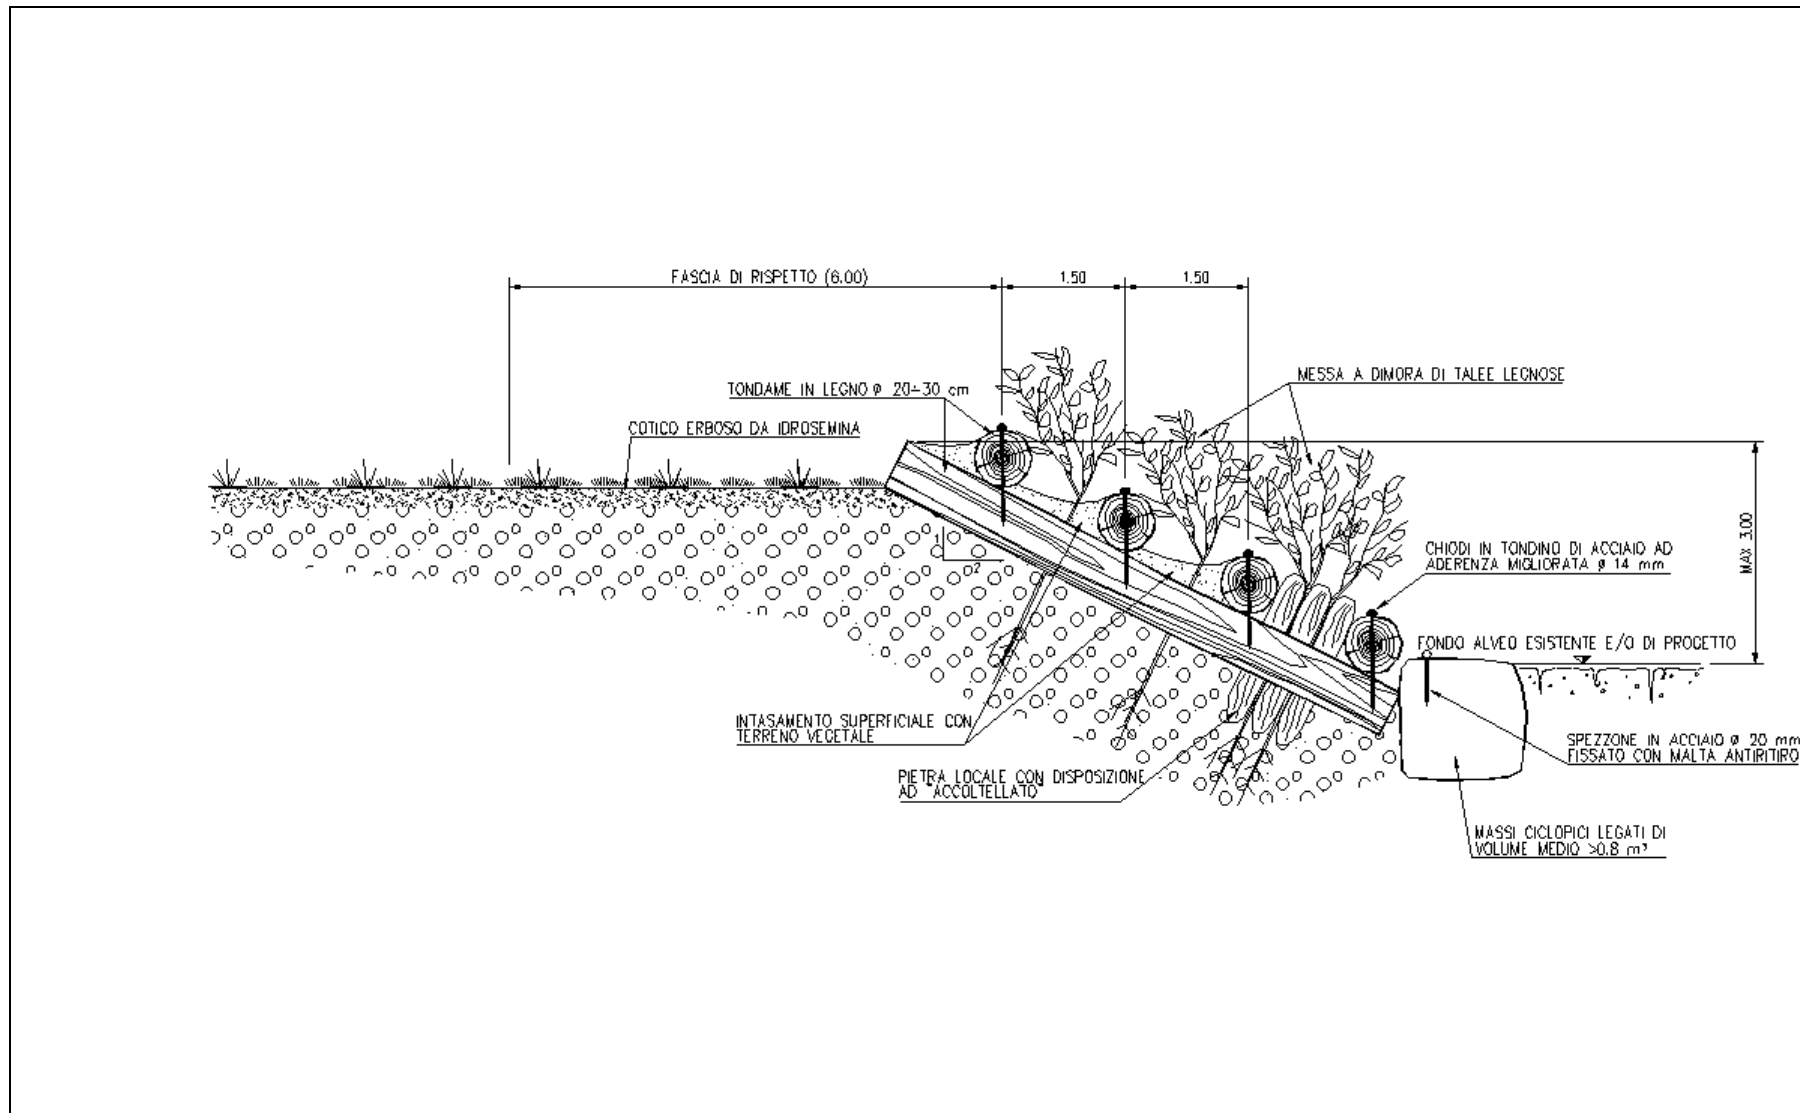 FASCIA DI RISPETTO (6.00)
1.50
1.50
MESSA A DIMORA DI TALEE LEGNOSE
TONDAME IN LEGNO ø 20÷30 cm
COTICO ERBOSO DA IDROSEMINA
MAX 3.00
1
2
CHIODI IN TONDINO DI ACCIAIO AD
ADERENZA MIGLIORATA ø 14 mm
FONDO ALVEO ESISTENTE E/O DI PROGETTO
INTASAMENTO SUPERFICIALE CON
TERRENO VEGETALE
SPEZZONE IN ACCIAIO ø 20 mm
FISSATO CON MALTA ANTIRITIRO
PIETRA LOCALE CON DISPOSIZIONE
AD "ACCOLTELLATO"
MASSI CICLOPICI LEGATI DI
VOLUME MEDIO >0.8 m³